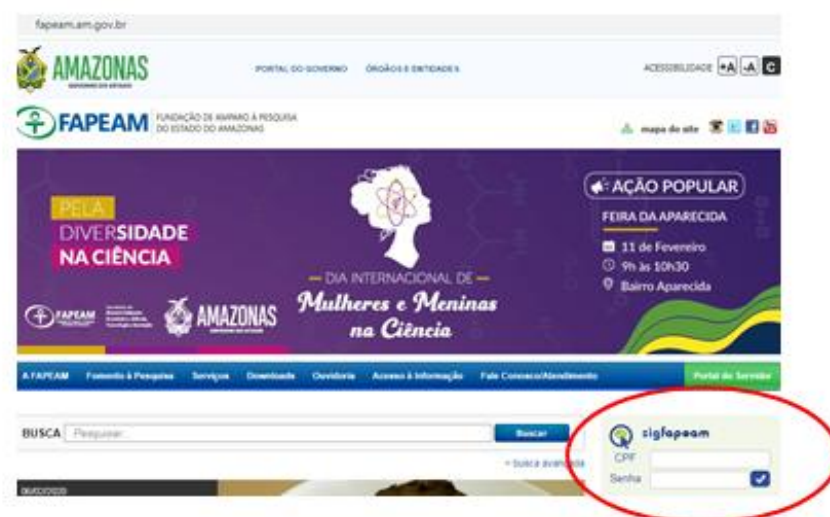 fapeam.am.gov.br
AMAZONAS
PORTAL DO GOVERNO ÓRGÃOS E ENTIDADES
ACESSIBILIDADE +A -A C
FAPEAM
FUNDAÇÃO DE AMPARO À PESQUISA
DO ESTADO DO AMAZONAS
mapa do site
PELA
DIVERSIDADE
NA CIÊNCIA
DIA INTERNACIONAL DE
Mulheres e Meninas
na Ciência
AÇÃO POPULAR
FEIRA DA APARECIDA
11 de Fevereiro
9h às 10h30
Bairro Aparecida
FAPEAM
AMAZONAS
A FAPEAM Fomento à Pesquisa Serviços Downloads Ouvidoria Acesso à Informação Fale Conosco/Atendimento Portal do Servidor
BUSCA Pesquisar... Buscar
+ busca avançada
sigfapeam
CPF
Senha
06/02/2020